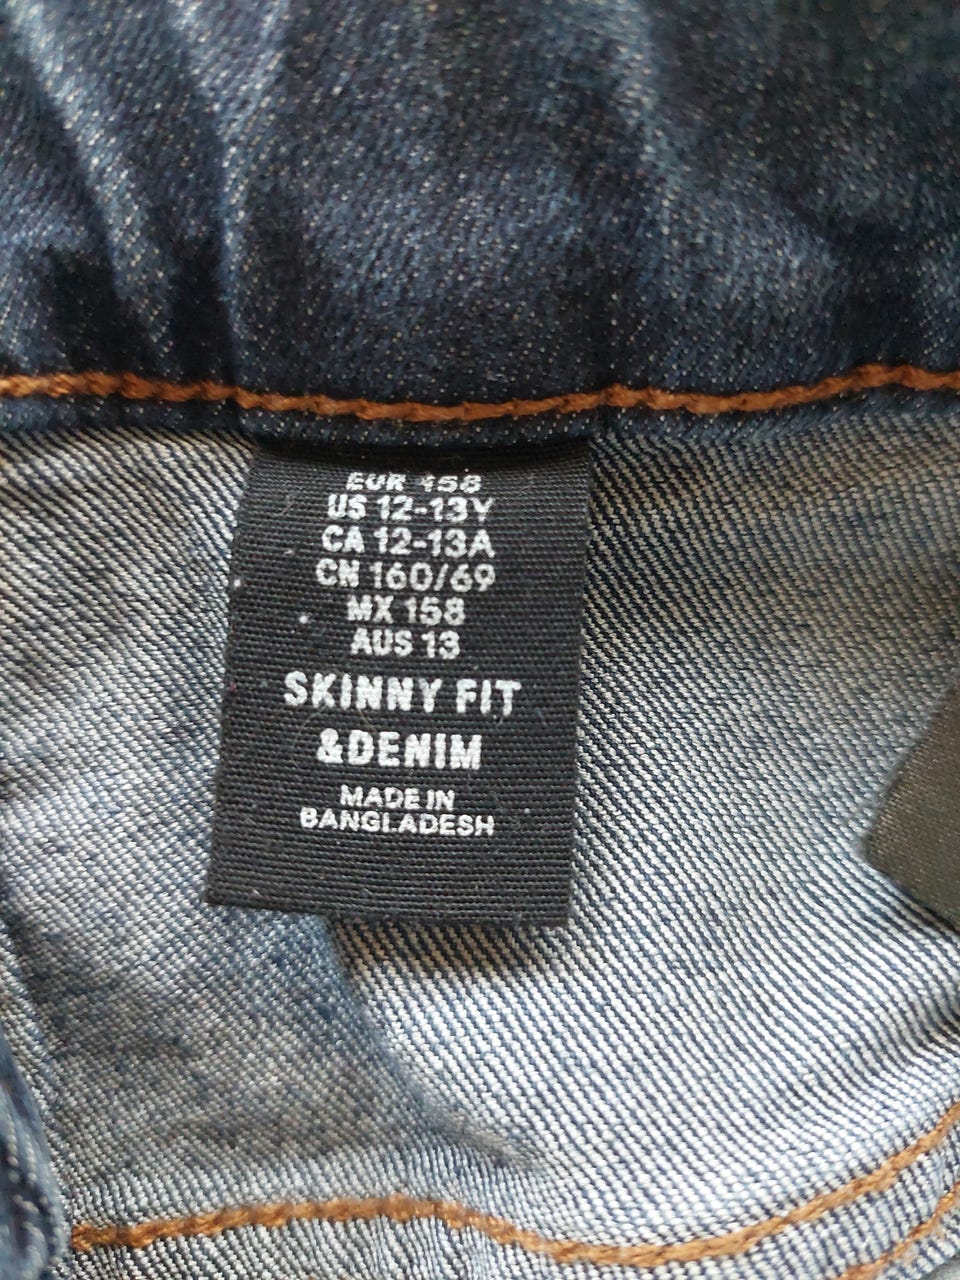 EUR 158
US 12-13Y
CA 12-13A
CN 160/69
MX 158
AUS 13
SKINNY FIT
&DENIM
MADE IN
BANGLADESH